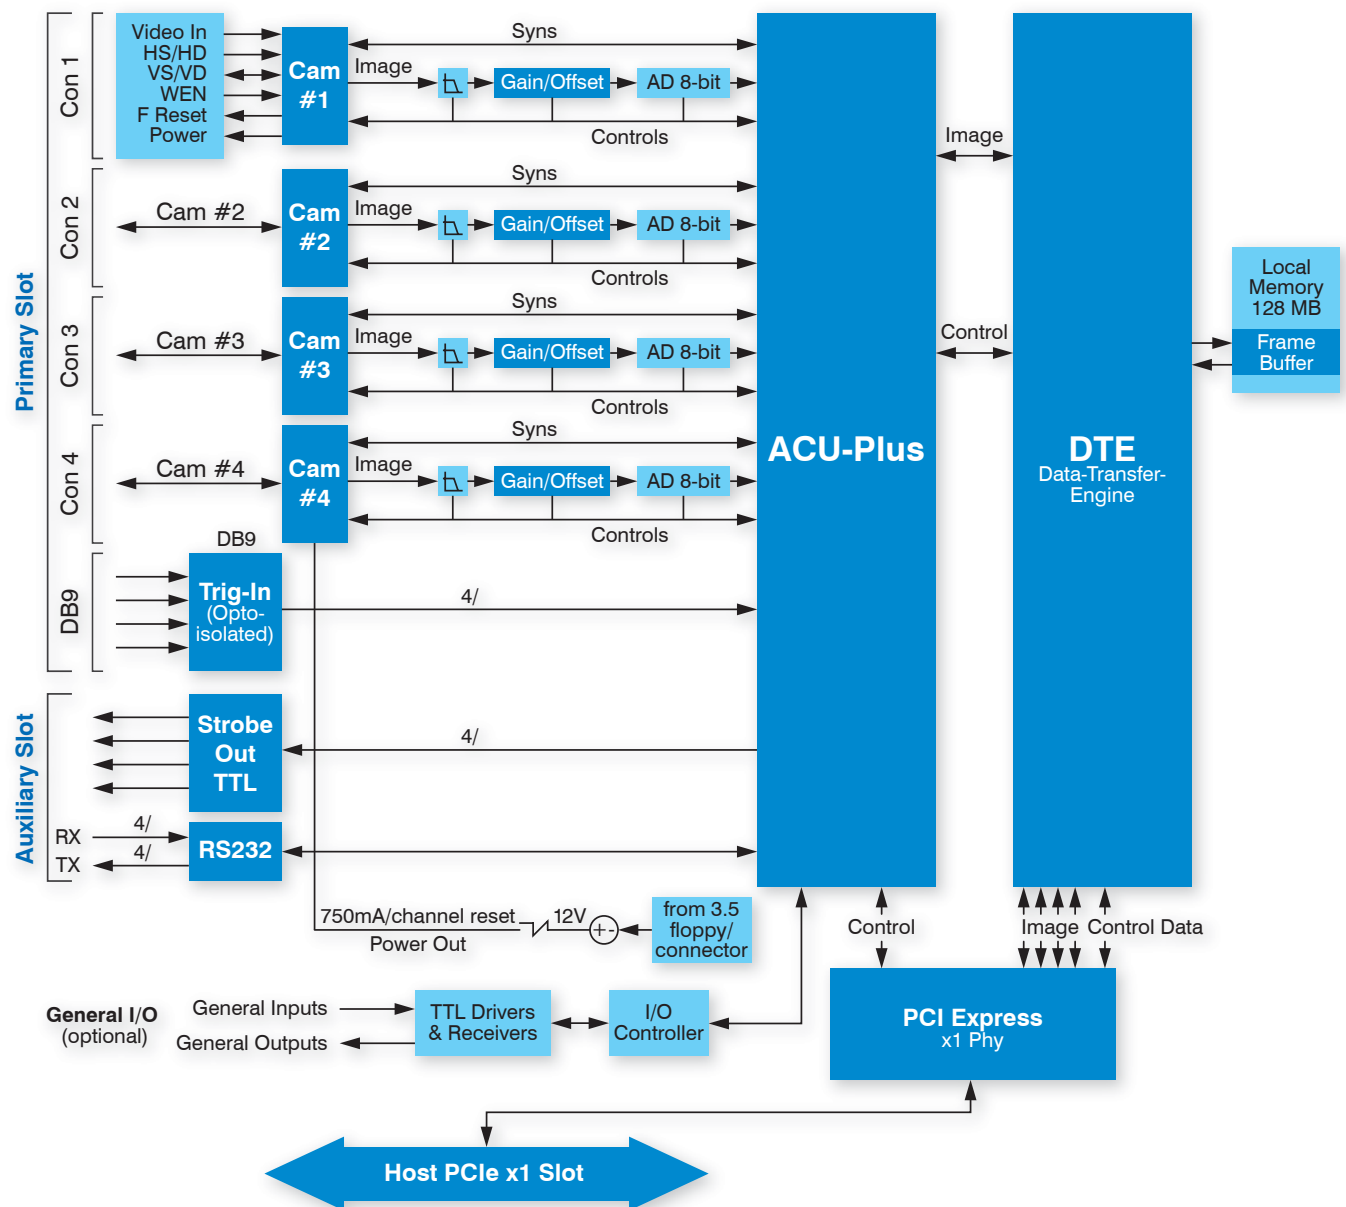 Primary Slot
Con 1
Video In
HS/HD
VS/VD
WEN
F Reset
Power
Cam
#1
Syns
Image
Gain/Offset
AD 8-bit
Controls
Con 2
Cam #2
Cam
#2
Syns
Image
Gain/Offset
AD 8-bit
Controls
Con 3
Cam #3
Cam
#3
Syns
Image
Gain/Offset
AD 8-bit
Controls
Con 4
Cam #4
Cam
#4
Syns
Image
Gain/Offset
AD 8-bit
Controls
DB9
DB9
Trig-In
(Opto-
isolated)
4/
Auxiliary Slot
Strobe
Out
TTL
4/
RX
4/
TX
4/
RS232
ACU-Plus
Image
Control
DTE
Data-Transfer-
Engine
Local
Memory
128 MB
Frame
Buffer
750mA/channel reset
Power Out
12V
+-
from 3.5
floppy/
connector
Control
Image
Control Data
General I/O
(optional)
General Inputs
General Outputs
TTL Drivers
& Receivers
I/O
Controller
PCI Express
x1 Phy
Host PCIe x1 Slot